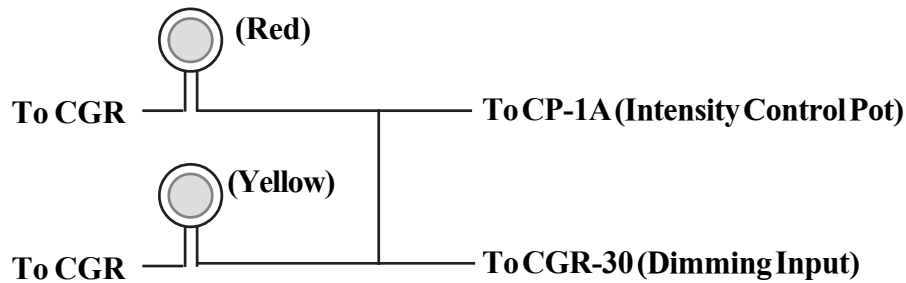 (Red)
To CGR
To CP-1A (Intensity Control Pot)
(Yellow)
To CGR
To CGR-30 (Dimming Input)